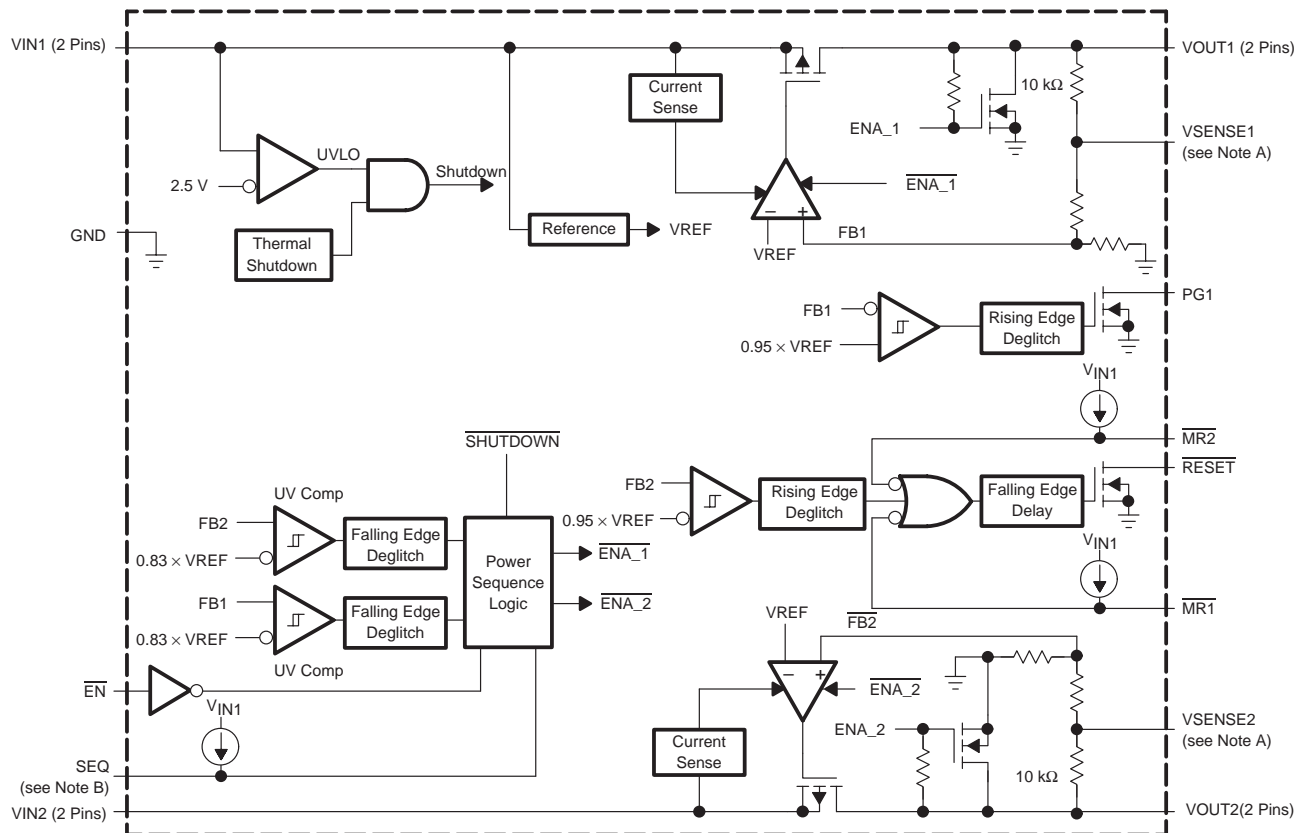 VIN1 (2 Pins)
VOUT1 (2 Pins)
Current
Sense
10 kΩ
ENA_1
VSENSE1
(see Note A)
UVLO
2.5 V
Shutdown
ENA_1
GND
Thermal
Shutdown
Reference
VREF
VREF
FB1
− +
PG1
FB1
0.95 × VREF
Rising Edge
Deglitch
VIN1
MR2
SHUTDOWN
RESET
FB2
0.95 × VREF
Rising Edge
Deglitch
Falling Edge
Delay
UV Comp
FB2
0.83 × VREF
Falling Edge
Deglitch
Power
Sequence
Logic
ENA_1
ENA_2
VIN1
MR1
FB1
0.83 × VREF
Falling Edge
Deglitch
UV Comp
VREF
FB2
− +
EN
ENA_2
VIN1
ENA_2
VSENSE2
(see Note A)
Current
Sense
10 kΩ
SEQ
(see Note B)
VIN2 (2 Pins)
VOUT2(2 Pins)